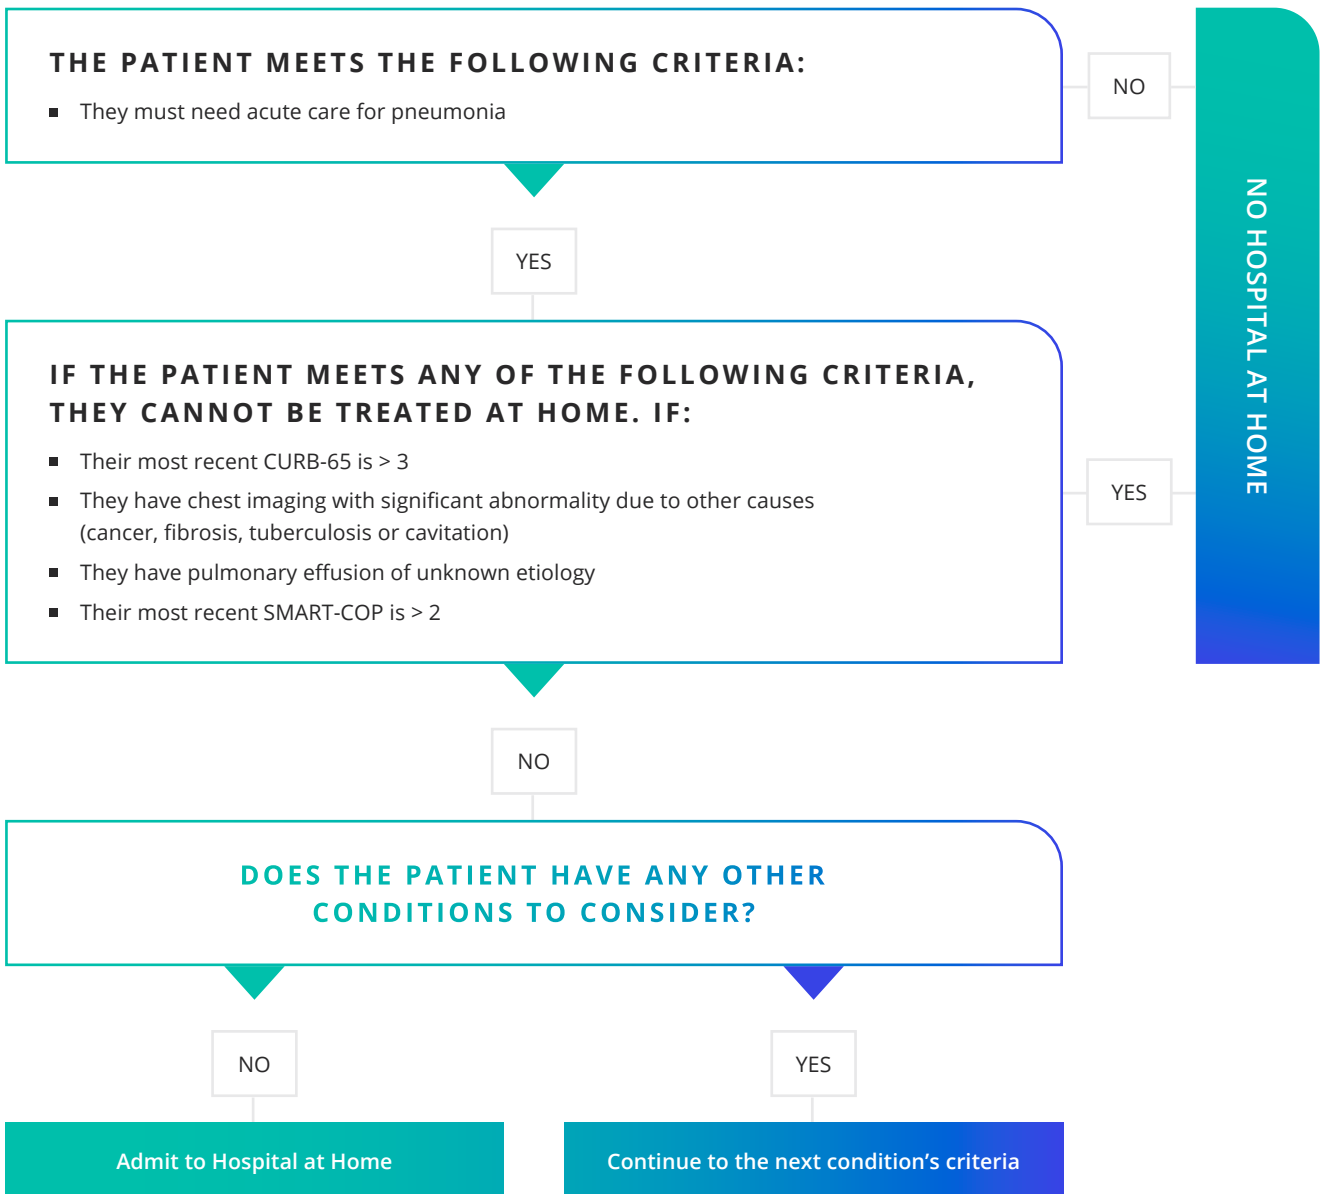 THE PATIENT MEETS THE FOLLOWING CRITERIA:
▪ They must need acute care for pneumonia
NO
NO HOSPITAL AT HOME
YES
IF THE PATIENT MEETS ANY OF THE FOLLOWING CRITERIA,
THEY CANNOT BE TREATED AT HOME. IF:
▪ Their most recent CURB-65 is > 3
▪ They have chest imaging with significant abnormality due to other causes
(cancer, fibrosis, tuberculosis or cavitation)
▪ They have pulmonary effusion of unknown etiology
▪ Their most recent SMART-COP is > 2
YES
NO
DOES THE PATIENT HAVE ANY OTHER
CONDITIONS TO CONSIDER?
NO
YES
Admit to Hospital at Home
Continue to the next condition’s criteria